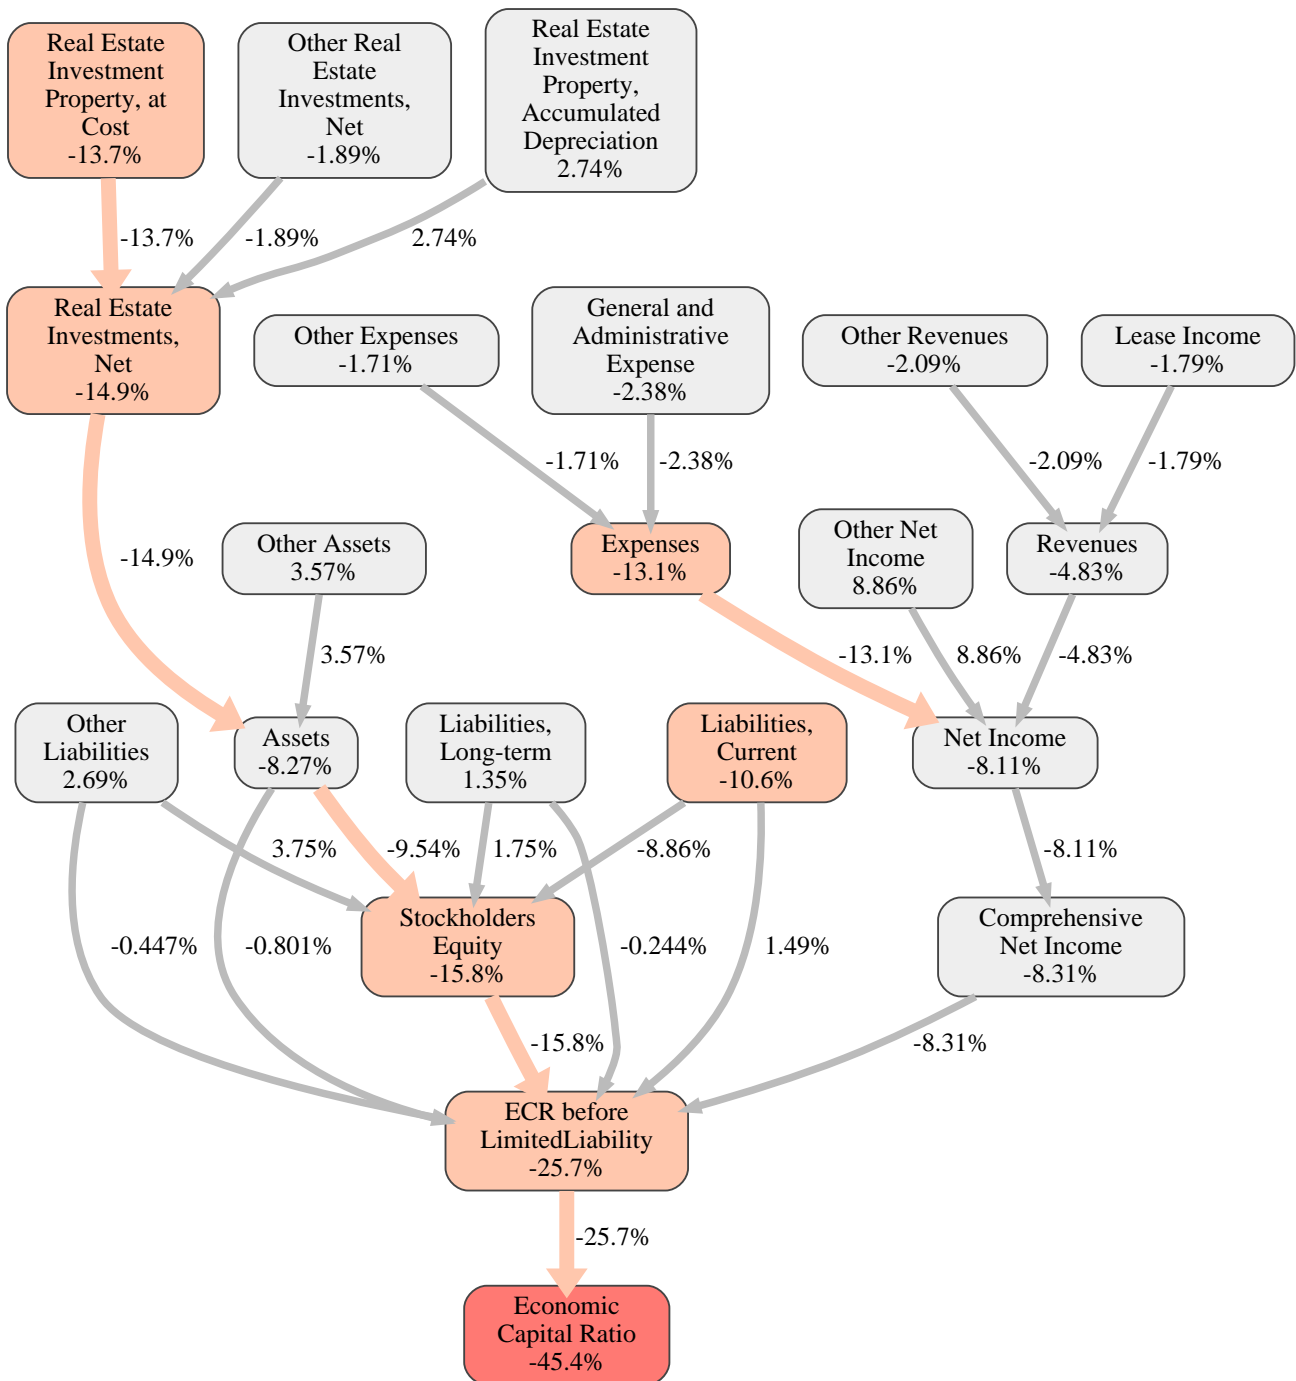 Real Estate
Investment
Property, at
Cost
-13.7%
Other Real
Estate
Investments,
Net
-1.89%
Real Estate
Investment
Property,
Accumulated
Depreciation
2.74%
-13.7%
-1.89%
2.74%
Real Estate
Investments,
Net
-14.9%
Other Expenses
-1.71%
General and
Administrative
Expense
-2.38%
Other Revenues
-2.09%
Lease Income
-1.79%
-1.71%
-2.38%
-2.09%
-1.79%
-14.9%
Other Assets
3.57%
Expenses
-13.1%
Other Net
Income
8.86%
Revenues
-4.83%
3.57%
-13.1%
8.86%
-4.83%
Other
Liabilities
2.69%
Assets
-8.27%
Liabilities,
Long-term
1.35%
Liabilities,
Current
-10.6%
Net Income
-8.11%
3.75%
-9.54%
1.75%
-8.86%
-8.11%
-0.447%
-0.801%
Stockholders
Equity
-15.8%
-0.244%
1.49%
Comprehensive
Net Income
-8.31%
-15.8%
-8.31%
ECR before
LimitedLiability
-25.7%
-25.7%
Economic
Capital Ratio
-45.4%